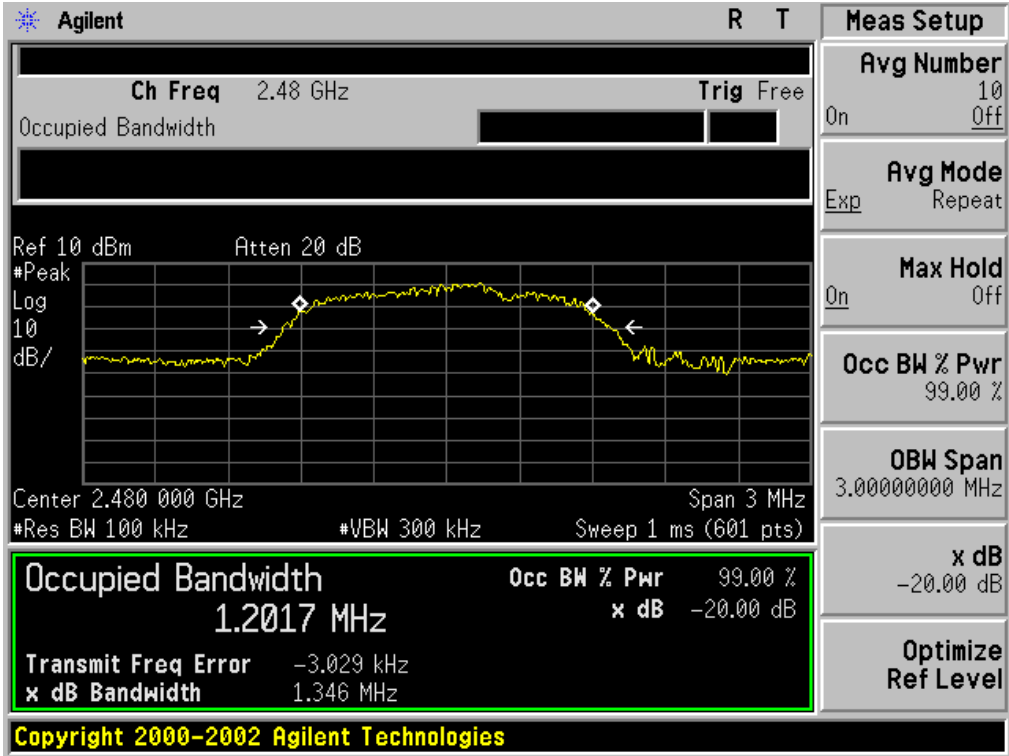 Agilent R T
Ch Freq 2.48 GHz Trig Free
Occupied Bandwidth
Ref 10 dBm Atten 20 dB
#Peak
Log
10
dB/
Center 2.480 000 GHz Span 3 MHz
#Res BW 100 kHz #VBW 300 kHz Sweep 1 ms (601 pts)
Occupied Bandwidth
1.2017 MHz
Occ BW % Pwr 99.00 %
x dB -20.00 dB
Transmit Freq Error -3.029 kHz
x dB Bandwidth 1.346 MHz
Copyright 2000-2002 Agilent Technologies
Meas Setup
Avg Number
10
On Off
Avg Mode
Exp Repeat
Max Hold
On Off
Occ BW % Pwr
99.00 %
OBW Span
3.00000000 MHz
x dB
-20.00 dB
Optimize
Ref Level